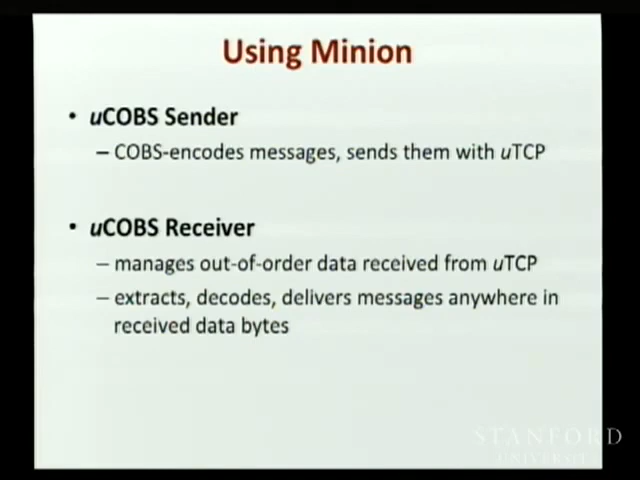 Using Minion
• uCOBS Sender
– COBS-encodes messages, sends them with uTCP
• uCOBS Receiver
– manages out-of-order data received from uTCP
– extracts, decodes, delivers messages anywhere in
received data bytes
STANFORD
UNIVERSITY